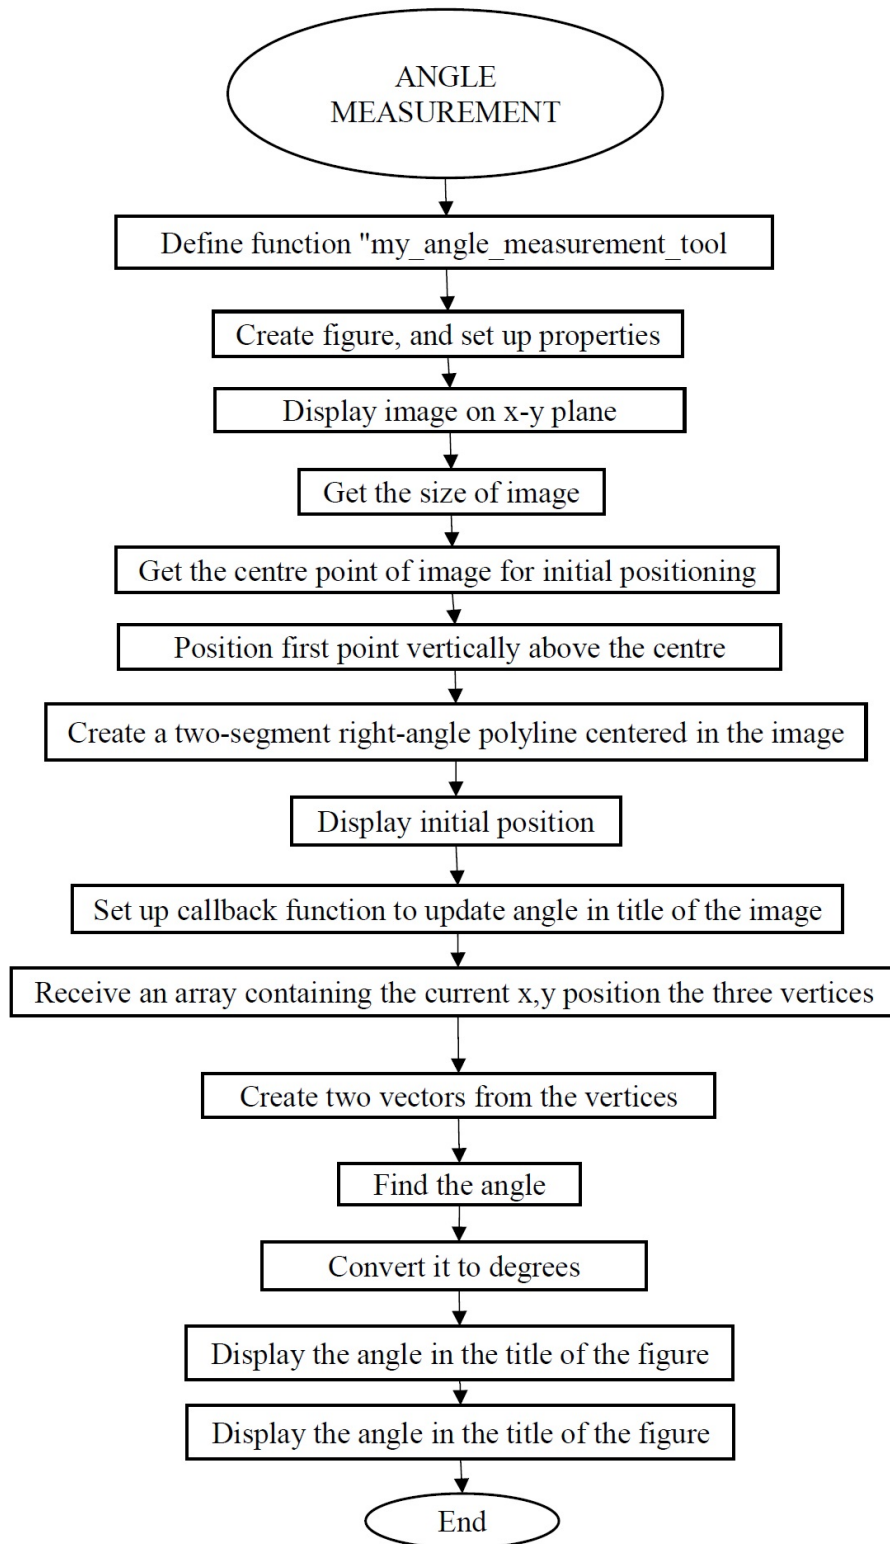 ANGLE
MEASUREMENT
Define function "my_angle_measurement_tool
Create figure, and set up properties
Display image on x-y plane
Get the size of image
Get the centre point of image for initial positioning
Position first point vertically above the centre
Create a two-segment right-angle polyline centered in the image
Display initial position
Set up callback function to update angle in title of the image
Receive an array containing the current x,y position the three vertices
Create two vectors from the vertices
Find the angle
Convert it to degrees
Display the angle in the title of the figure
Display the angle in the title of the figure
End